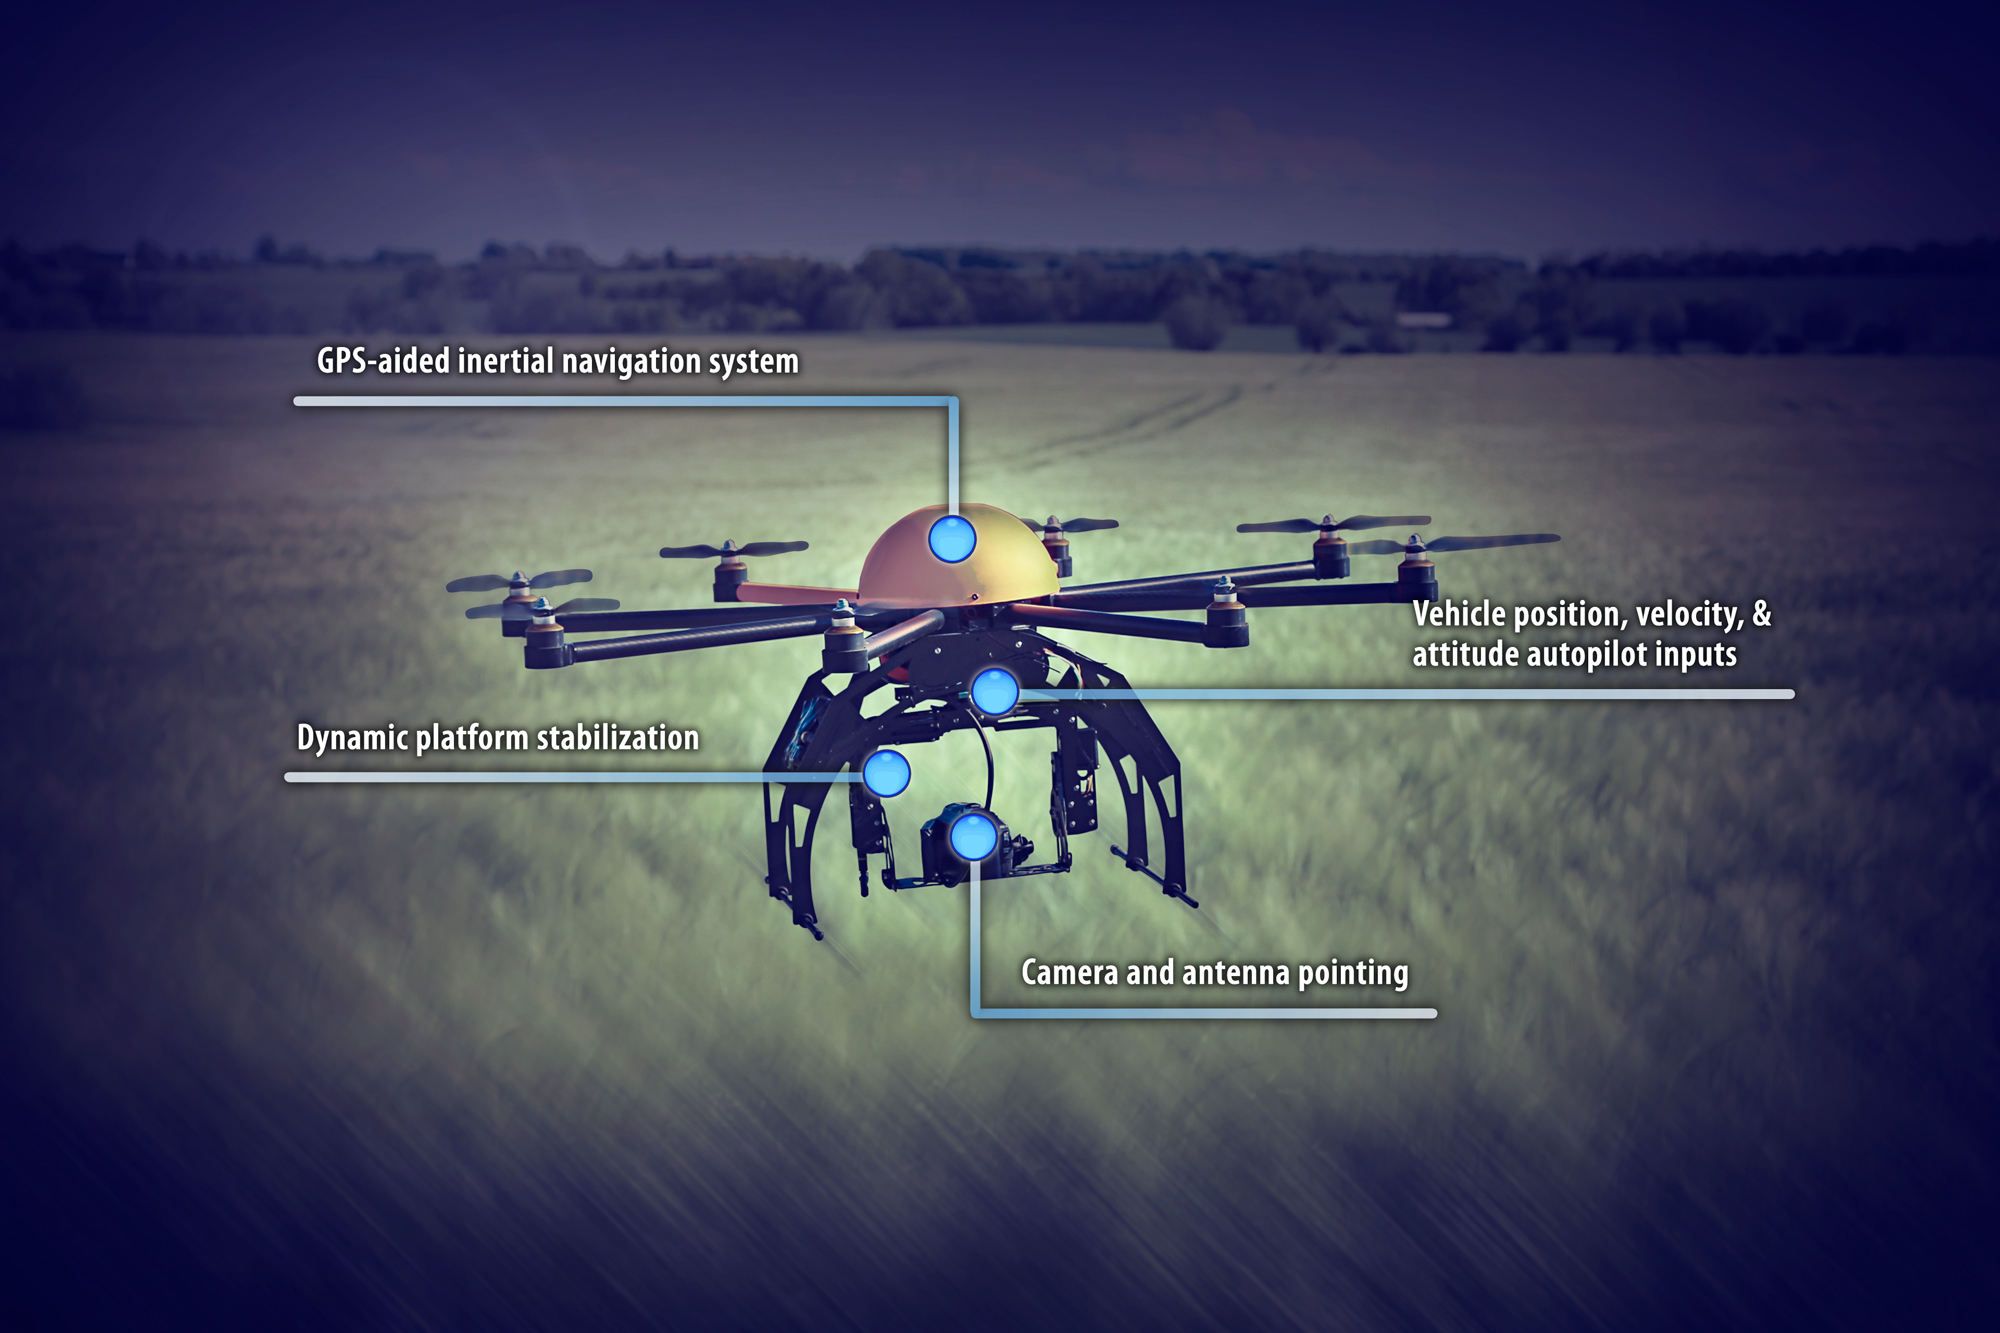 GPS-aided inertial navigation system
Vehicle position, velocity, &
attitude autopilot inputs
Dynamic platform stabilization
Camera and antenna pointing